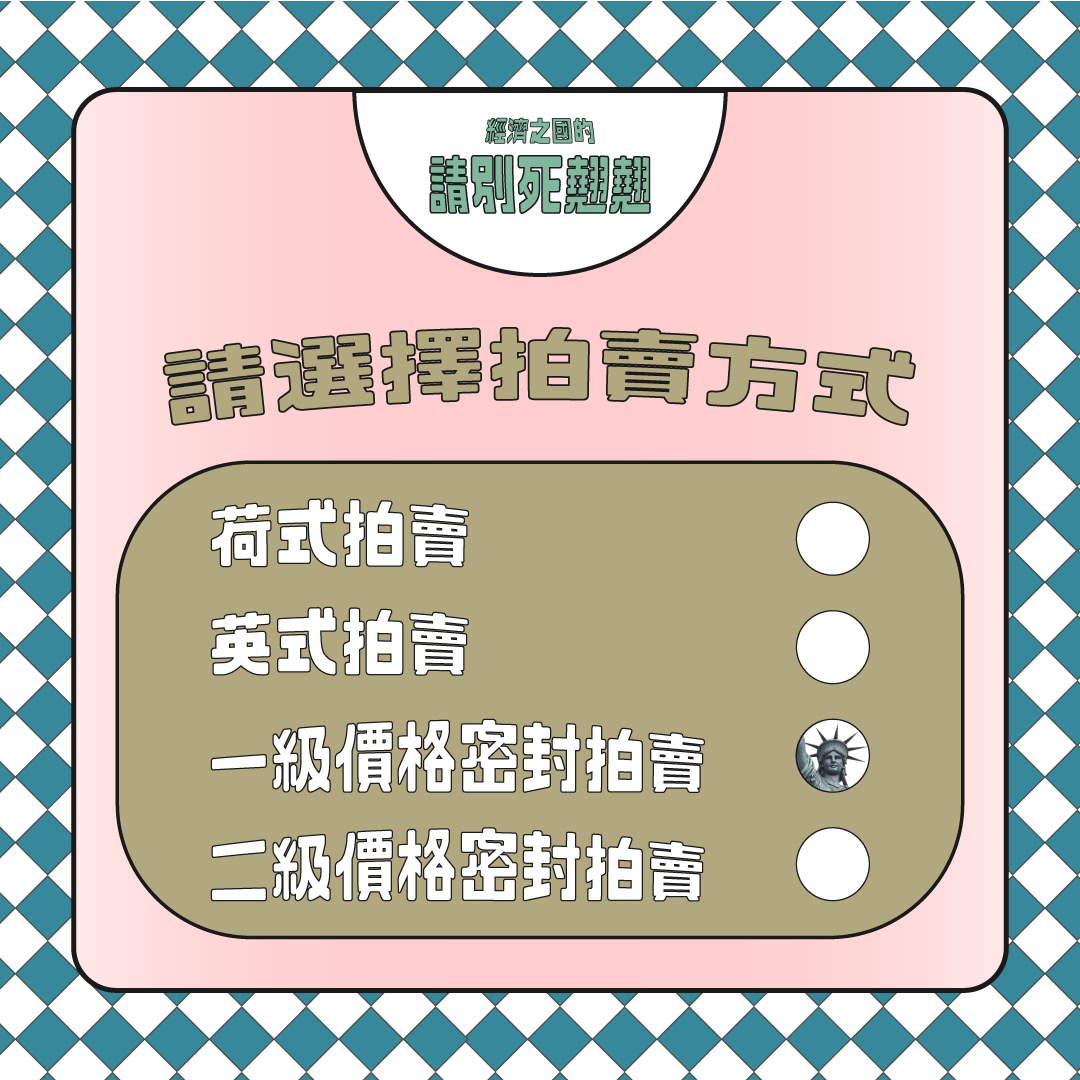 經濟之國的
請別死翹翹
請選擇拍賣方式
荷式拍賣
英式拍賣
一級價格密封拍賣
二級價格密封拍賣